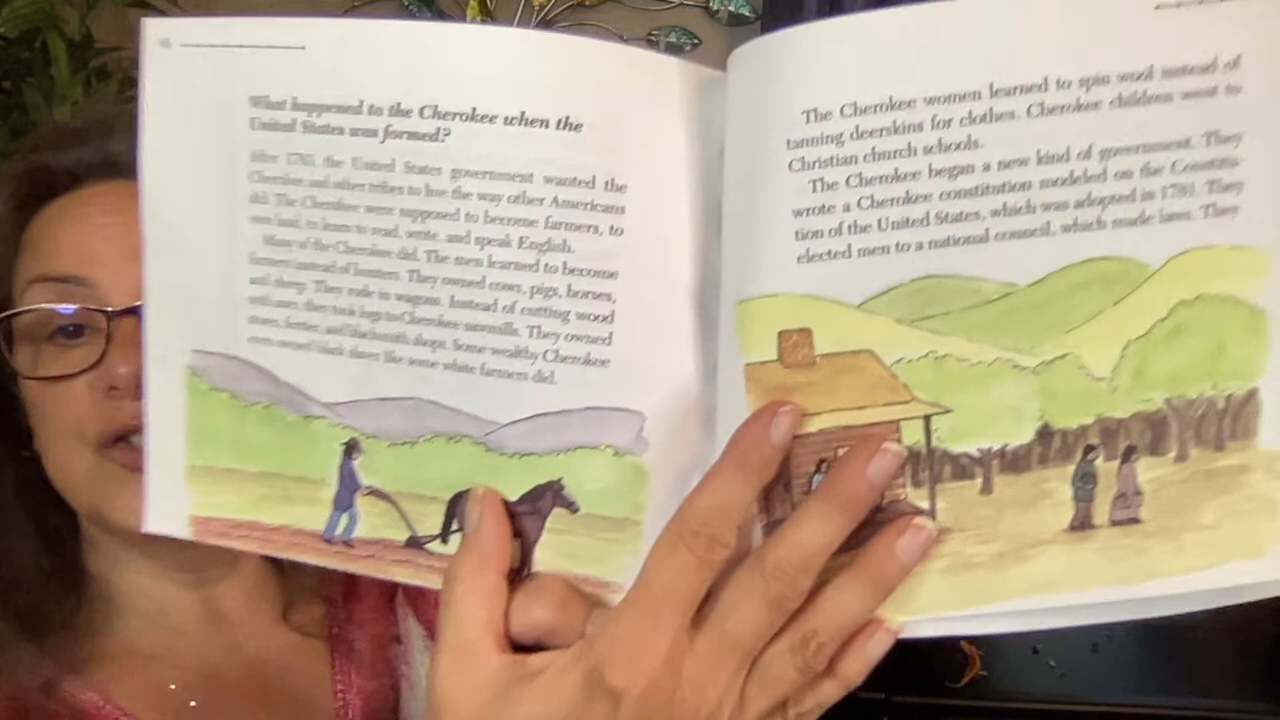 What happened to the Cherokee when the
United States was formed?
the United States government wanted the
Cherokee and other tribes to live the way other Americans
did. The Cherokee were supposed to become farmers, to
own land, to learn to read, write, and speak English.
Many of the Cherokee did. The men learned to become
farmers instead of hunters. They owned cows, pigs, horses,
and sheep. They rode in wagons. Instead of cutting wood
with axes, they took logs to Cherokee sawmills. They owned
stores, ferries, and blacksmith shops. Some wealthy Cherokee
even owned black slaves like some white farmers did.
The Cherokee women learned to spin wool instead of
tanning deerskins for clothes. Cherokee children went to
Christian church schools.
The Cherokee began a new kind of government. They
wrote a Cherokee constitution modeled on the Constitu-
tion of the United States, which was adopted in They
elected men to a national council, which made laws. They